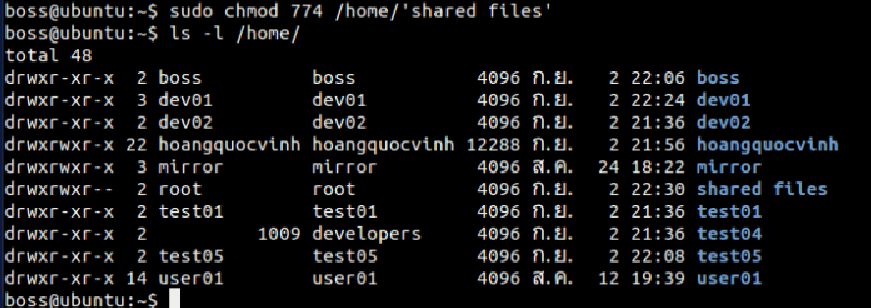 boss@ubuntu:~$ sudo chmod 774 /home/'shared files'
boss@ubuntu:~$ ls -l /home/
total 48
drwxr-xr-x  2 boss         boss          4096 ก.ย.   2 22:06 boss
drwxr-xr-x  3 dev01        dev01         4096 ก.ย.   2 22:24 dev01
drwxr-xr-x  2 dev02        dev02         4096 ก.ย.   2 21:36 dev02
drwxrwxr-x 22 hoangquocvinh hoangquocvinh 12288 ก.ย.   2 21:56 hoangquocvinh
drwxrwxr-x  3 mirror       mirror        4096 ส.ค.  24 18:22 mirror
drwxrwxr--  2 root         root          4096 ก.ย.   2 22:30 shared files
drwxr-xr-x  2 test01       test01        4096 ก.ย.   2 21:36 test01
drwxr-xr-x  2         1009 developers    4096 ก.ย.   2 21:36 test04
drwxr-xr-x  2 test05       test05        4096 ก.ย.   2 22:08 test05
drwxr-xr-x 14 user01       user01        4096 ส.ค.  12 19:39 user01
boss@ubuntu:~$